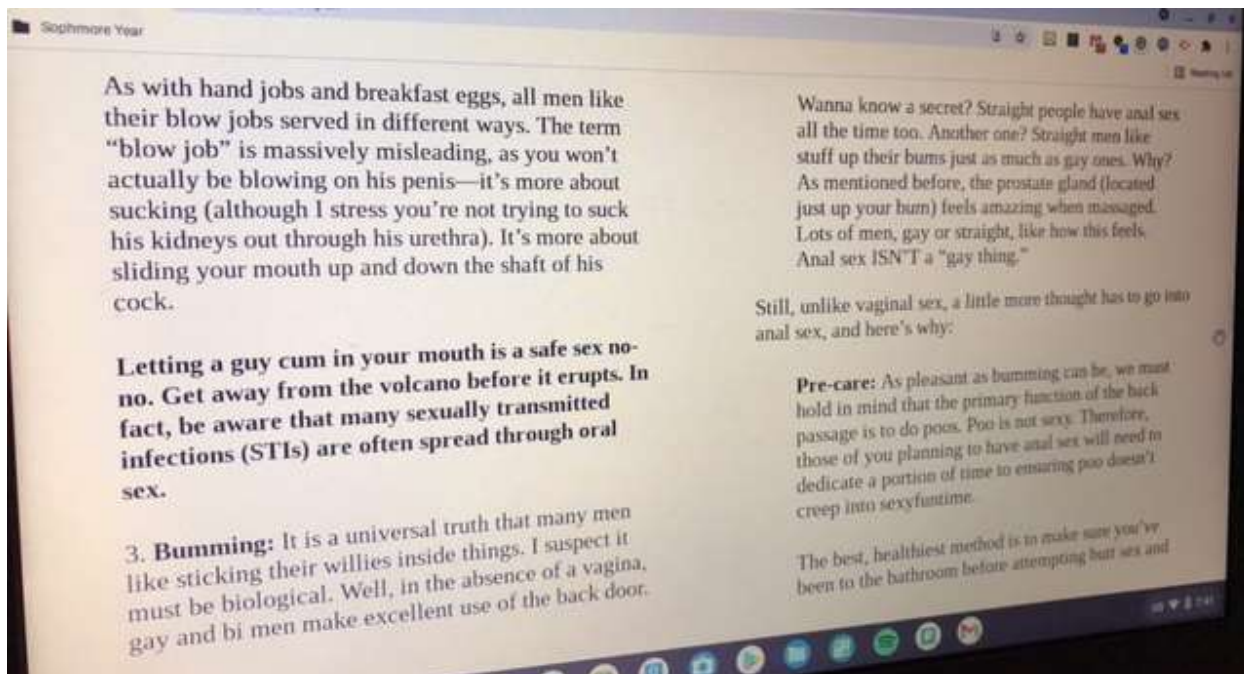 Sophmore Year
As with hand jobs and breakfast eggs, all men like
their blow jobs served in different ways. The term
“blow job” is massively misleading, as you won’t
actually be blowing on his penis—it’s more about
sucking (although I stress you’re not trying to suck
his kidneys out through his urethra). It’s more about
sliding your mouth up and down the shaft of his
cock.
Letting a guy cum in your mouth is a safe sex no-
no. Get away from the volcano before it erupts. In
fact, be aware that many sexually transmitted
infections (STIs) are often spread through oral
sex.
3. Bumming: It is a universal truth that many men
like sticking their willies inside things. I suspect it
must be biological. Well, in the absence of a vagina,
gay and bi men make excellent use of the back door.
Wanna know a secret? Straight people have anal sex
all the time too. Another one? Straight men like
stuff up their bums just as much as gay ones. Why?
As mentioned before, the prostate gland (located
just up your bum) feels amazing when massaged.
Lots of men, gay or straight, like how this feels.
Anal sex ISN’T a “gay thing.”
Still, unlike vaginal sex, a little more thought has to go into
anal sex, and here’s why:
Pre-care: As pleasant as bumming can be, we must
hold in mind that the primary function of the back
passage is to do poos. Poo is not sexy. Therefore,
those of you planning to have anal sex will need to
dedicate a portion of time to ensuring poo doesn’t
creep into sexyfuntime.
The best, healthiest method is to make sure you’ve
been to the bathroom before attempting butt sex and